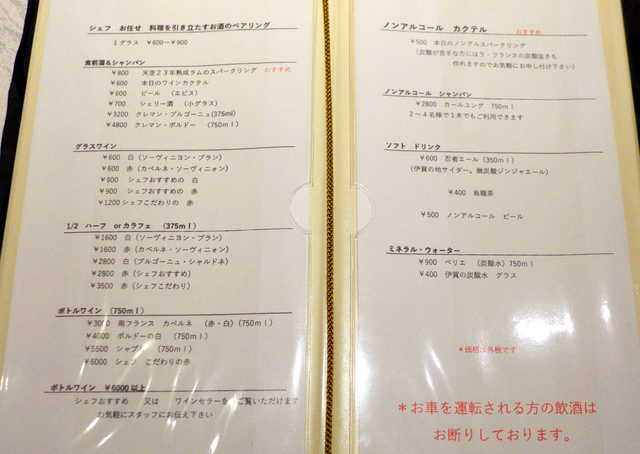 シェフ お任せ 料理を引き立たすお酒のペアリング
1グラス ¥600〜¥900
食前酒＆シャンパン
¥800 天空23年熟成ラムのスパークリング おすすめ
¥600 本日のワインカクテル
¥600 ビール （エビス）
¥700 シェリー酒 （小グラス）
¥3200 クレマン・ブルゴーニュ(375ml)
¥4800 クレマン・ボルドー （750ml）
グラスワイン
¥600 白（ソーヴィニヨン・ブラン）
¥600 赤（カベルネ・ソーヴィニォン）
¥800 シェフおすすめの 白
¥900 シェフおすすめの赤
¥1200シェフこだわりの 赤
1/2 ハーフ orカラフェ （375ml）
¥1600 白（ソーヴィニヨン・ブラン）
¥1600 赤（カベルネ・ソーヴィニォン）
¥2800 白（ブルゴーニュ・シャルドネ）
¥2800 赤（シェフおすすめ）
¥3500 赤（シェフこだわり）
ボトルワイン （750ml）
¥3000 南フランス カベルネ （赤・白）（750ml）
¥4000 ボルドーの白 （750ml）
¥5500 シャブリ （750ml）
¥6000 シェフ こだわりの赤
ボトルワイン ¥6000以上
シェフおすすめ 又は ワインセラーをご覧いただけます
お気軽にスタッフにお伝え下さい
ノンアルコール カクテル おすすめ
¥500 本日のノンアルスパークリング
（炭酸が苦手な方にはラ・フランスの炭酸抜きも
作れますのでお気軽にお申し付け下さい）
ノンアルコール シャンパン
¥2800 カールユング 750ml
2〜4名様で1本でもご利用できます
ソフト ドリンク
¥600 忍者エール（350ml）
（伊賀の地サイダー。微炭酸ジンジャエール）
¥400 烏龍茶
¥500 ノンアルコール ビール
ミネラル・ウォーター
¥900 ペリエ （炭酸水）750ml
¥400 伊賀の炭酸水 グラス
＊価格は外税です
＊お車を運転される方の飲酒は
お断りしております。